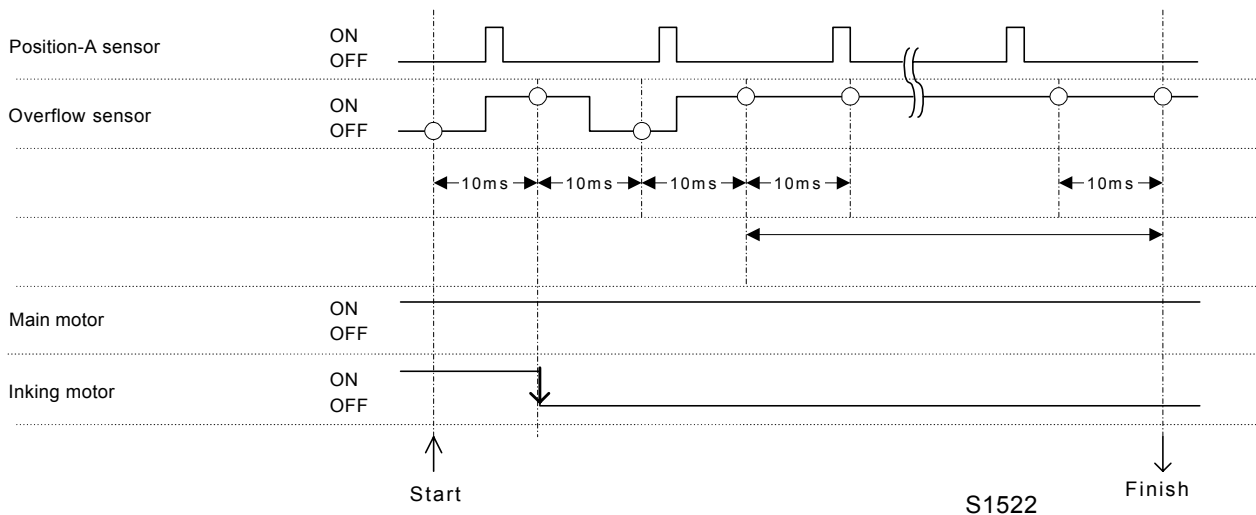 Position-A sensor
ON
OFF
Overflow sensor
ON
OFF
10ms 10ms 10ms 10ms 10ms
Main motor
ON
OFF
Inking motor
ON
OFF
Start
Finish
S1522